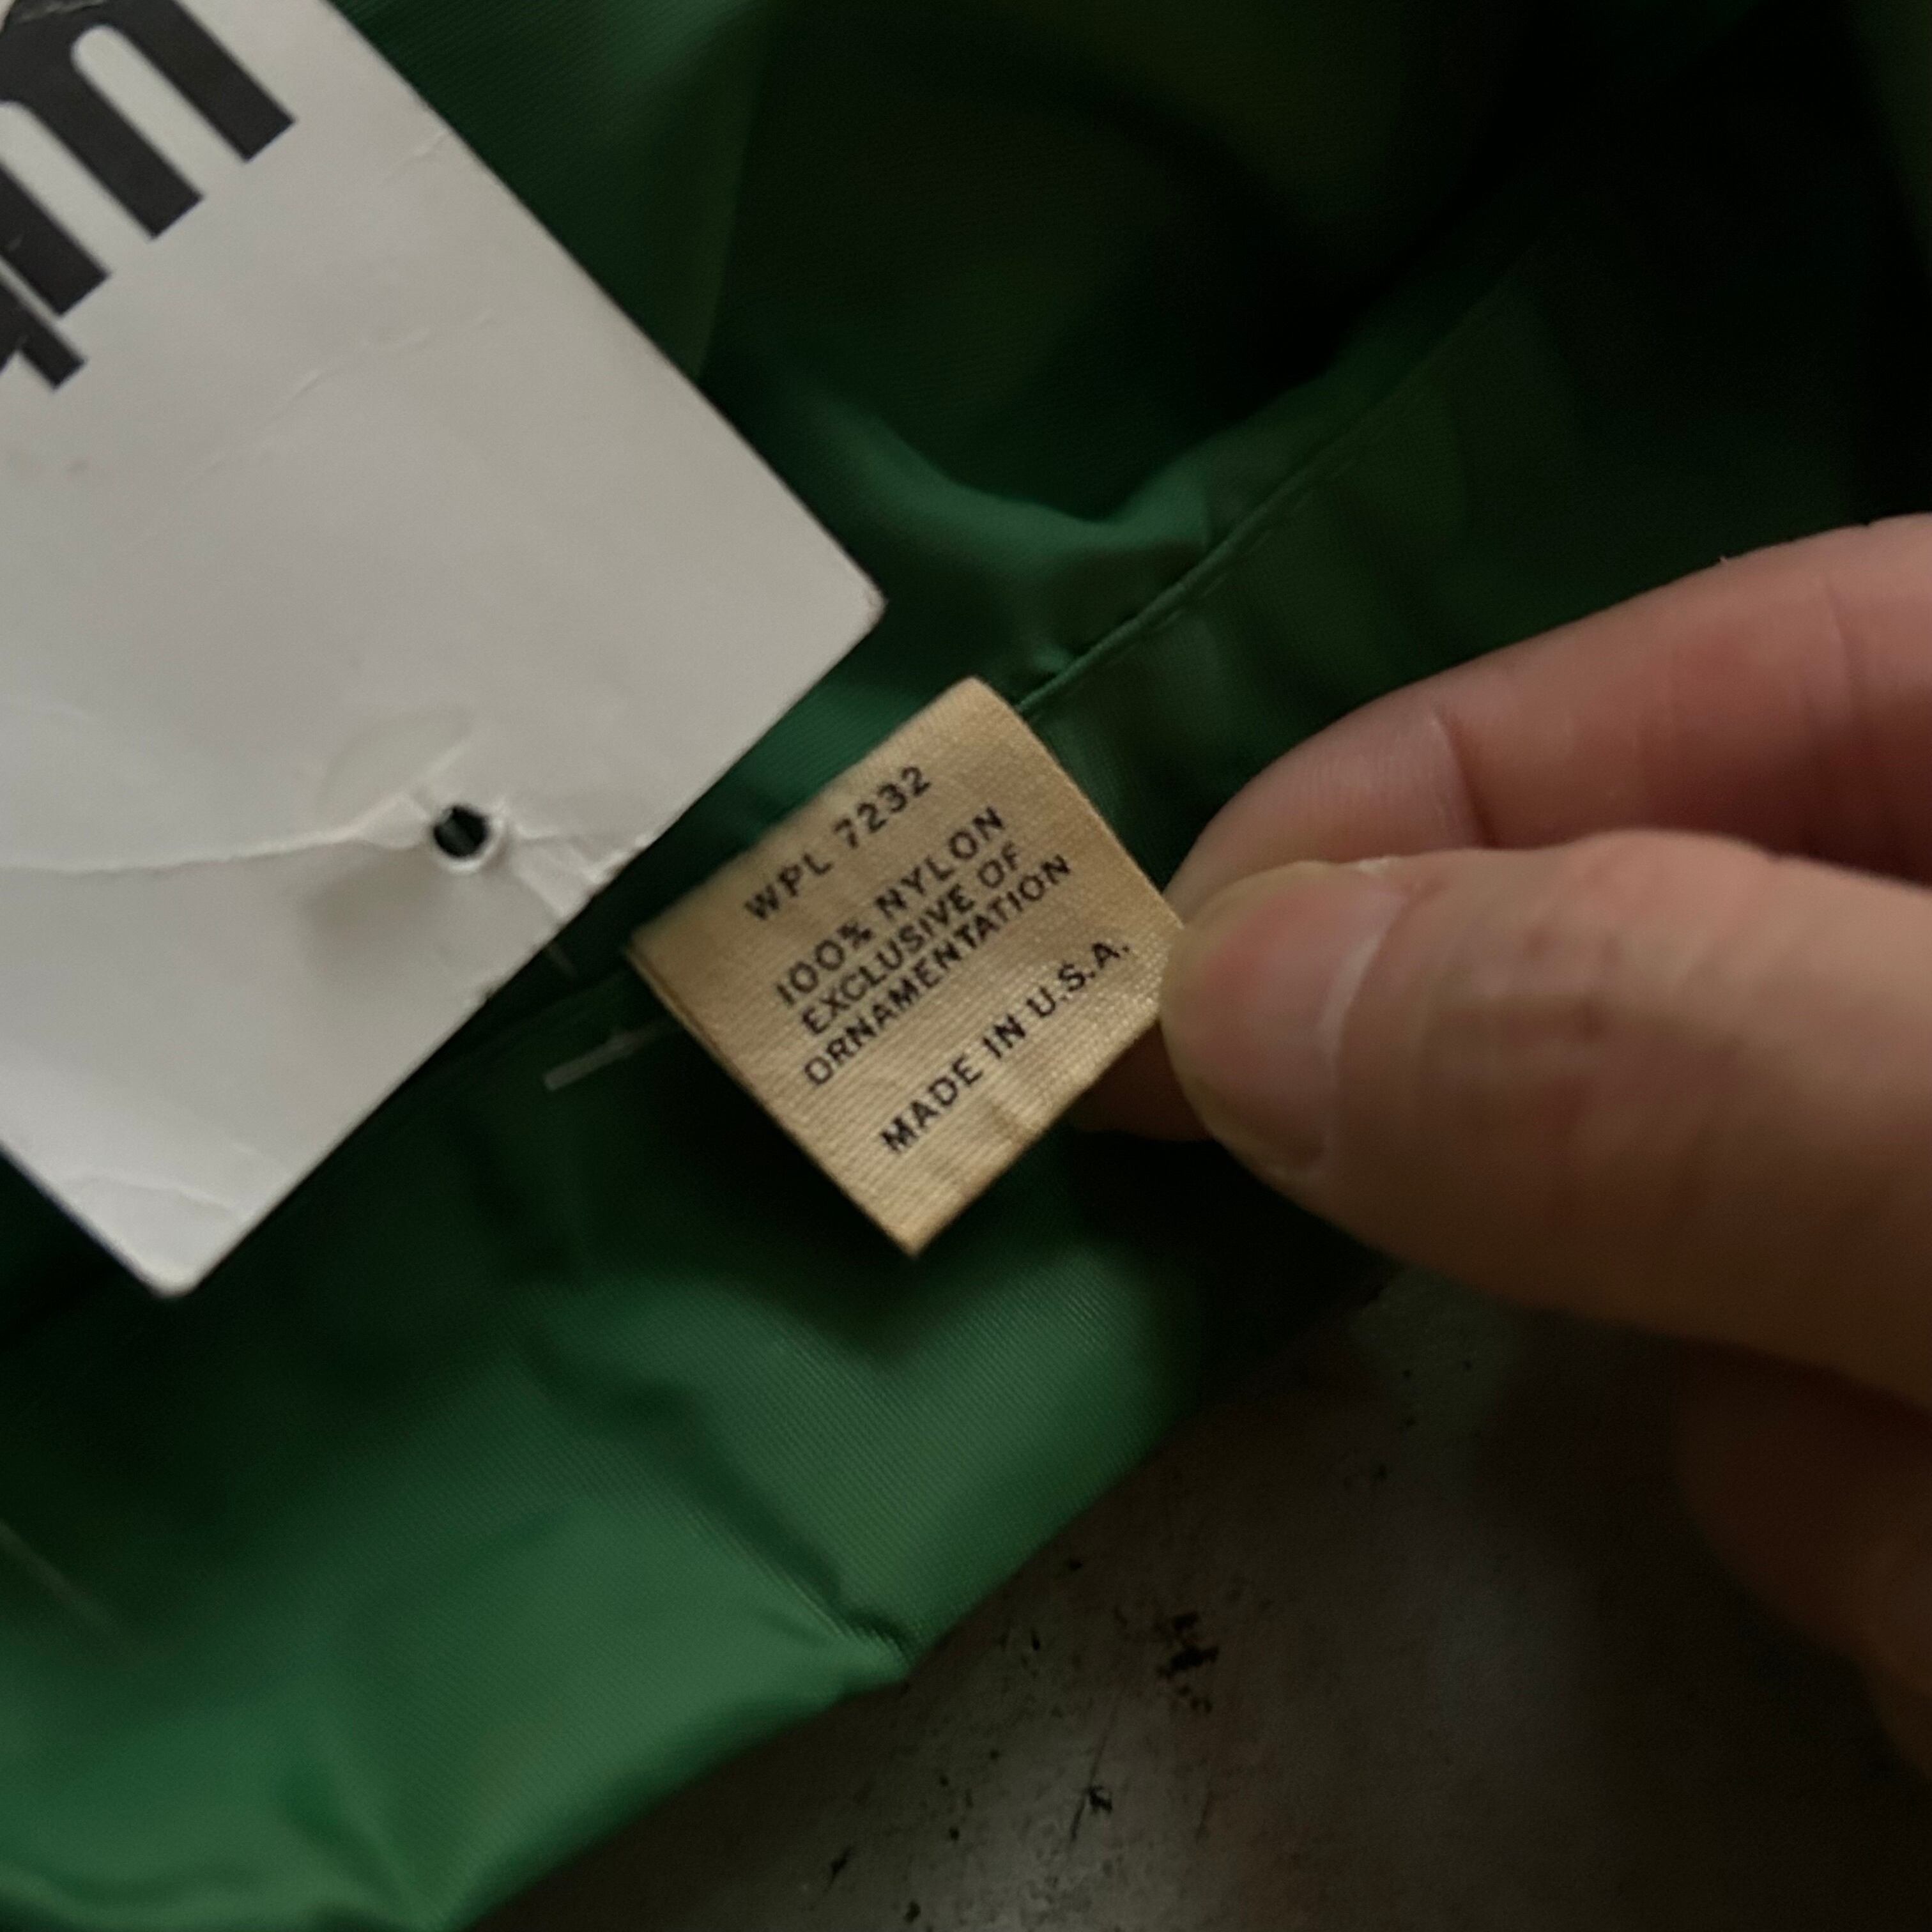 WPL 7232
100% NYLON
EXCLUSIVE OF
ORNAMENTATION
MADE IN U.S.A.